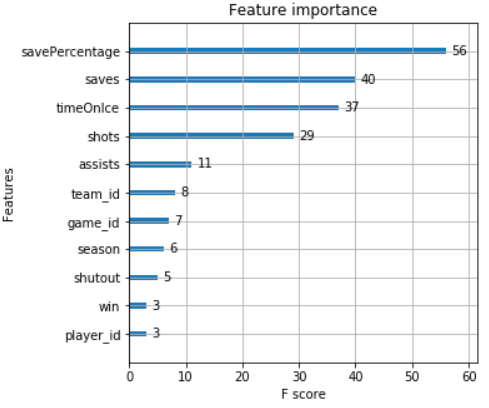 Feature importance
Features
savePercentage 56
saves 40
timeOnIce 37
shots 29
assists 11
team_id 8
game_id 7
season 6
shutout 5
win 3
player_id 3
0 10 20 30 40 50 60
F score